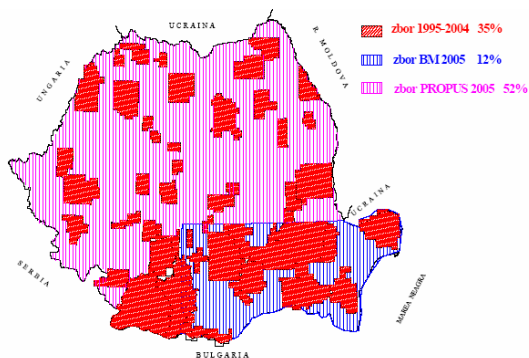 UCRAINA
UNGARIA
R. MOLDOVA
zbor 1995-2004 35%
zbor BM 2005 12%
zbor PROPUS 2005 52%
UCRAINA
SERBIA
MAREA NEAGRA
BULGARIA